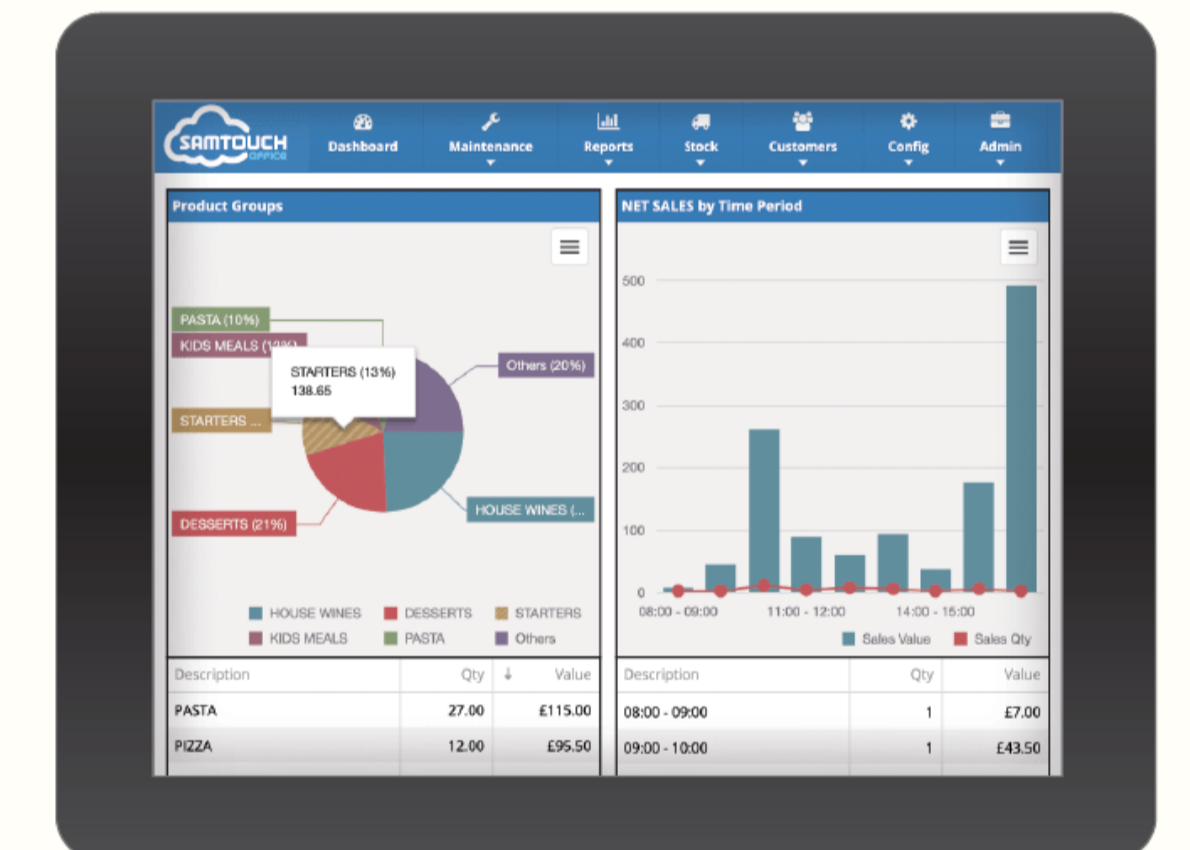 SAMTOUCH
OFFICE
Dashboard
Maintenance
Reports
Stock
Customers
Config
Admin
Product Groups
PASTA (10%)
KIDS MEALS (
STARTERS (13%)
138.65
Others (20%)
STARTERS ...
HOUSE WINES (...
DESSERTS (21%)
HOUSE WINES DESSERTS STARTERS
KIDS MEALS PASTA Others
Description Qty ↓ Value
PASTA 27.00 £115.00
PIZZA 12.00 £95.50
NET SALES by Time Period
500
400
300
200
100
0
08:00 - 09:00 11:00 - 12:00 14:00 - 15:00
Sales Value Sales Qty
Description Qty Value
08:00 - 09:00 1 £7.00
09:00 - 10:00 1 £43.50